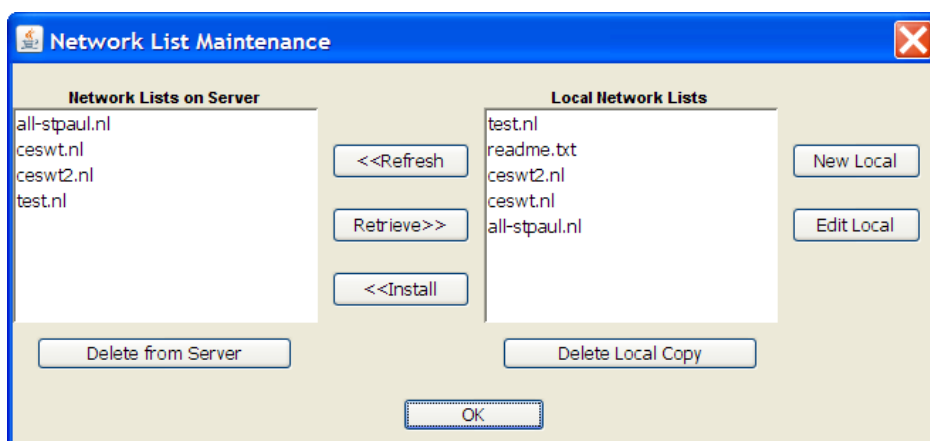 Network List Maintenance
Network Lists on Server
all-stpaul.nl
ceswt.nl
ceswt2.nl
test.nl
<<Refresh
Retrieve>>
<<Install
Local Network Lists
test.nl
readme.txt
ceswt2.nl
ceswt.nl
all-stpaul.nl
New Local
Edit Local
Delete from Server
Delete Local Copy
OK